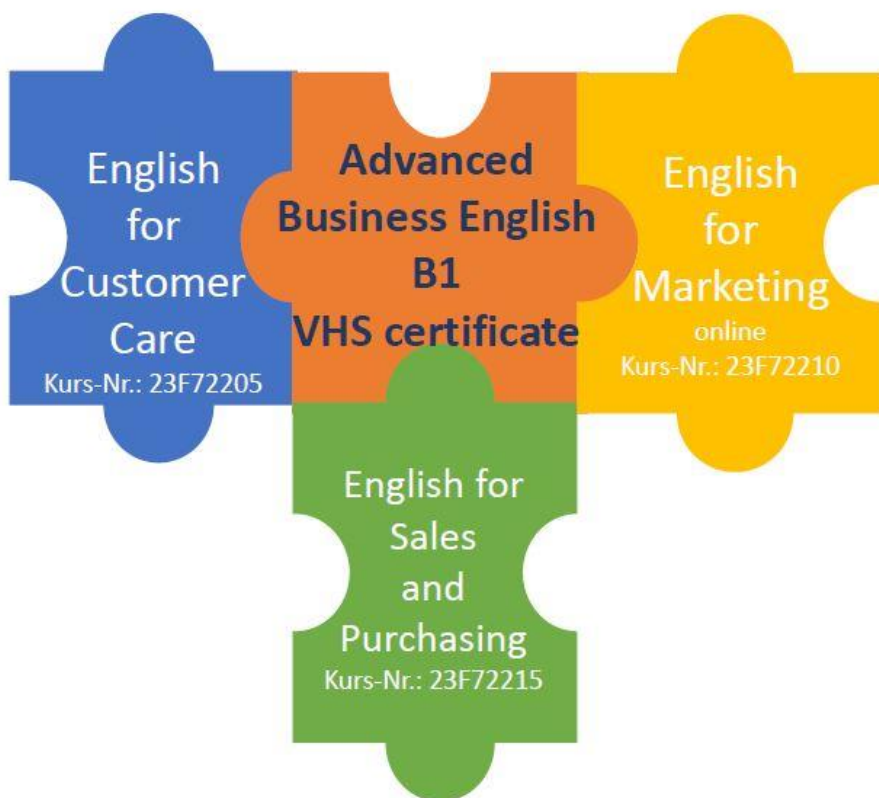 English
for
Customer
Care
Kurs-Nr.: 23F72205
Advanced
Business English
B1
VHS certificate
English
for
Marketing
online
Kurs-Nr.: 23F72210
English for
Sales
and
Purchasing
Kurs-Nr.: 23F72215